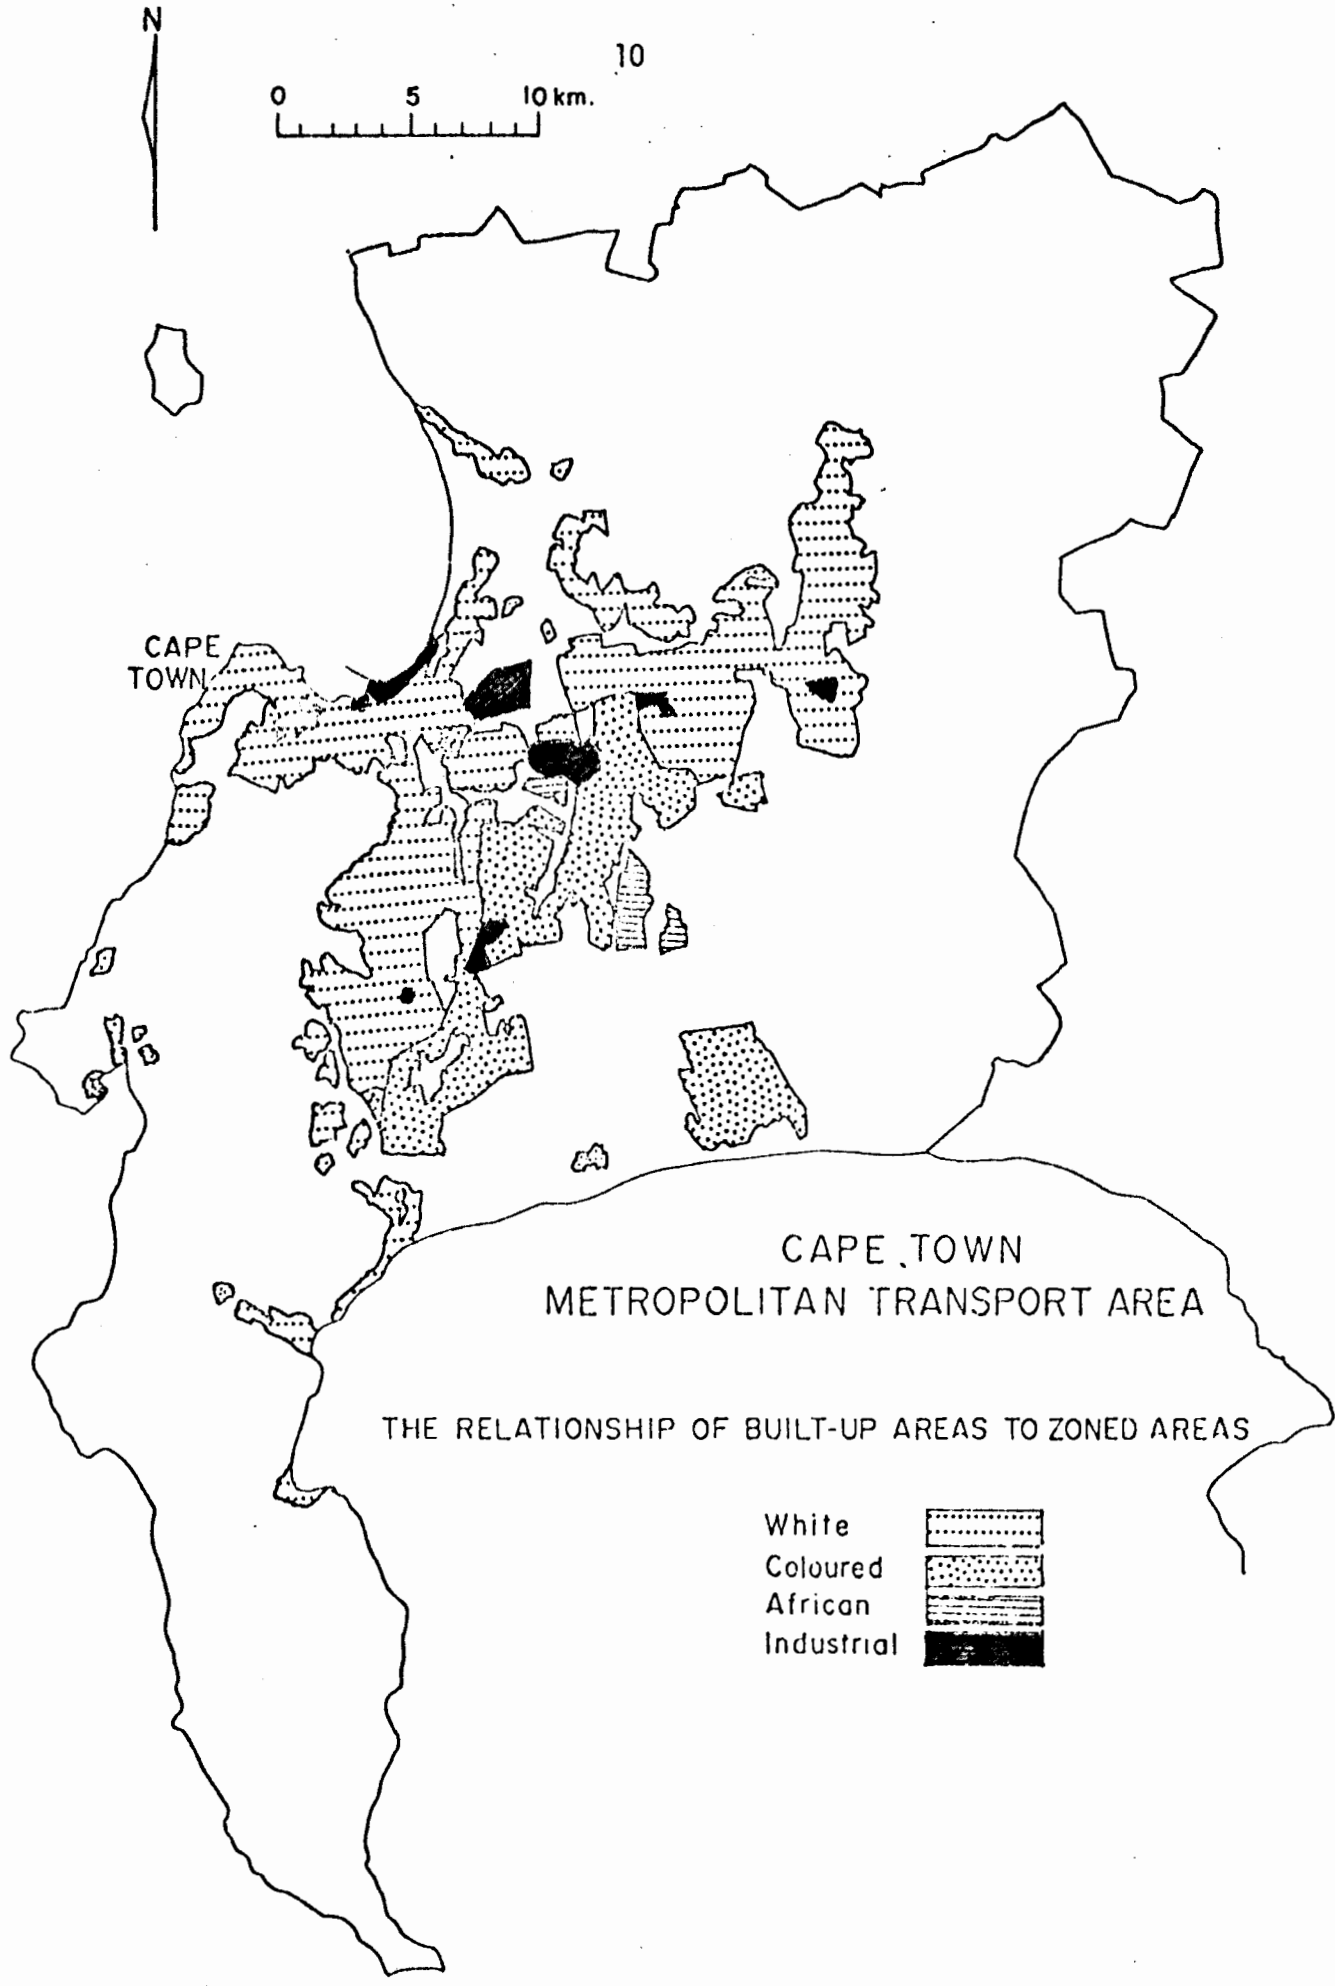 N
10
0 5 10 km.
CAPE
TOWN
CAPE TOWN
METROPOLITAN TRANSPORT AREA
THE RELATIONSHIP OF BUILT-UP AREAS TO ZONED AREAS
White
Coloured
African
Industrial